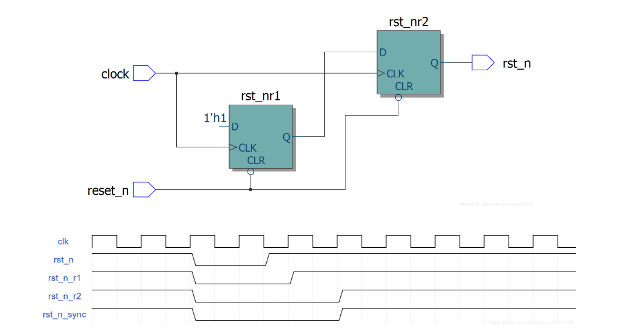 rst_nr2
D
Q
rst_n
clock
CLK
CLR
rst_nr1
1'h1
D
Q
CLK
CLR
reset_n
clk
rst_n
rst_n_r1
rst_n_r2
rst_n_sync